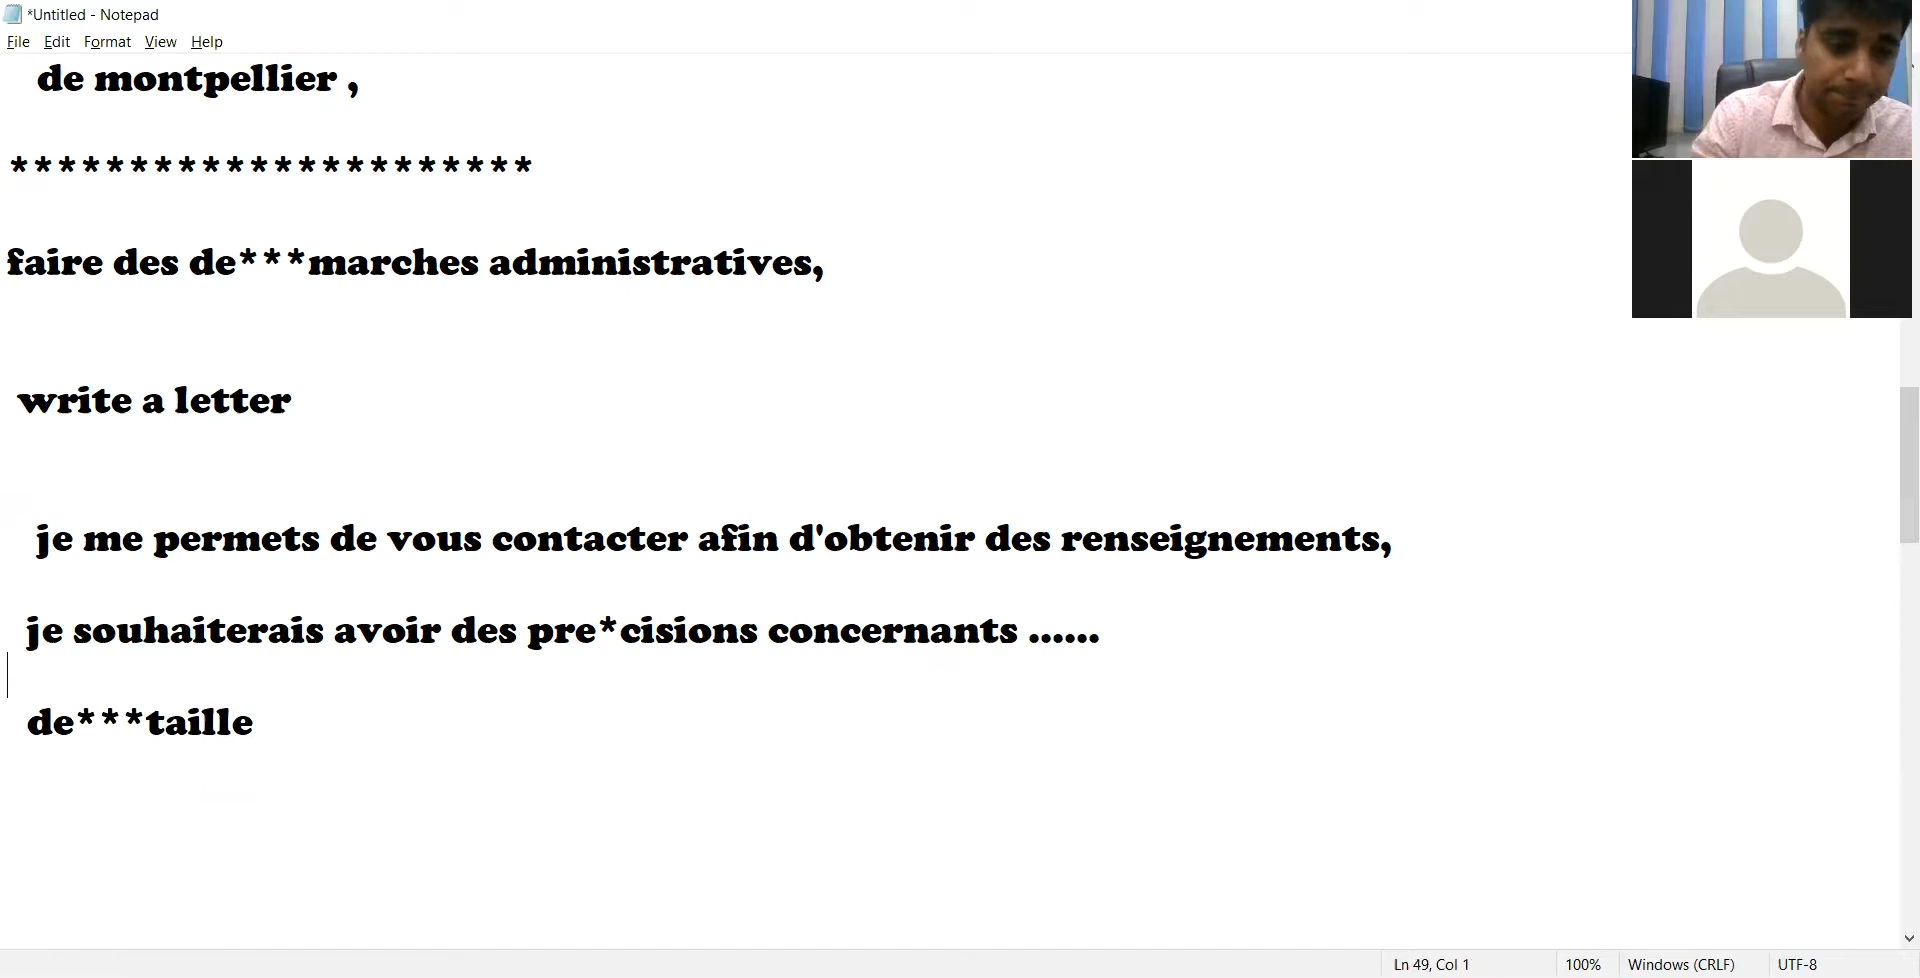 *Untitled - Notepad
File Edit Format View Help
de montpellier ,
**********************
faire des de***marches administratives,
write a letter
je me permets de vous contacter afin d'obtenir des renseignements,
je souhaiterais avoir des pre*cisions concernants ......
de***taille
Ln 49, Col 1 100% Windows (CRLF) UTF-8